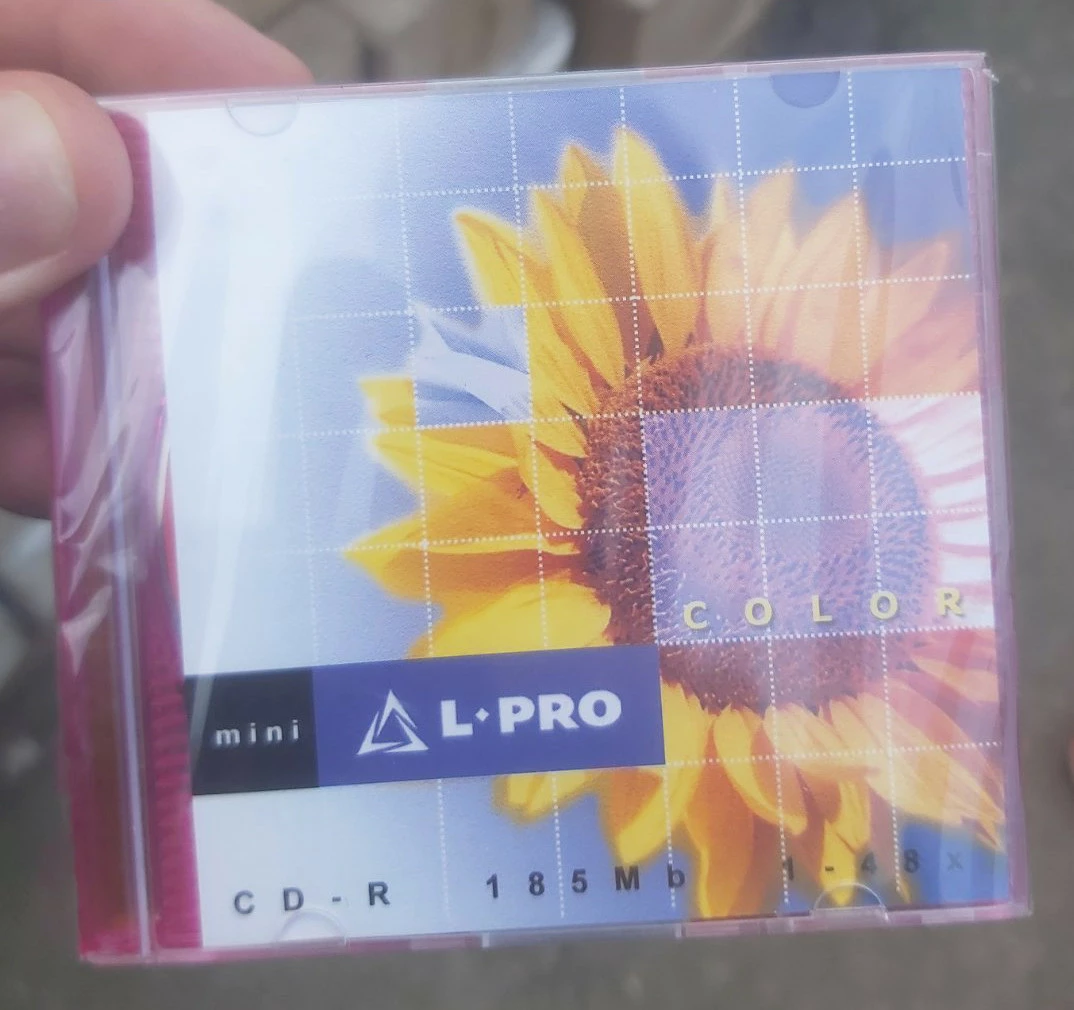 COLOR
mini L·PRO
CD-R 185Mb 1-48x